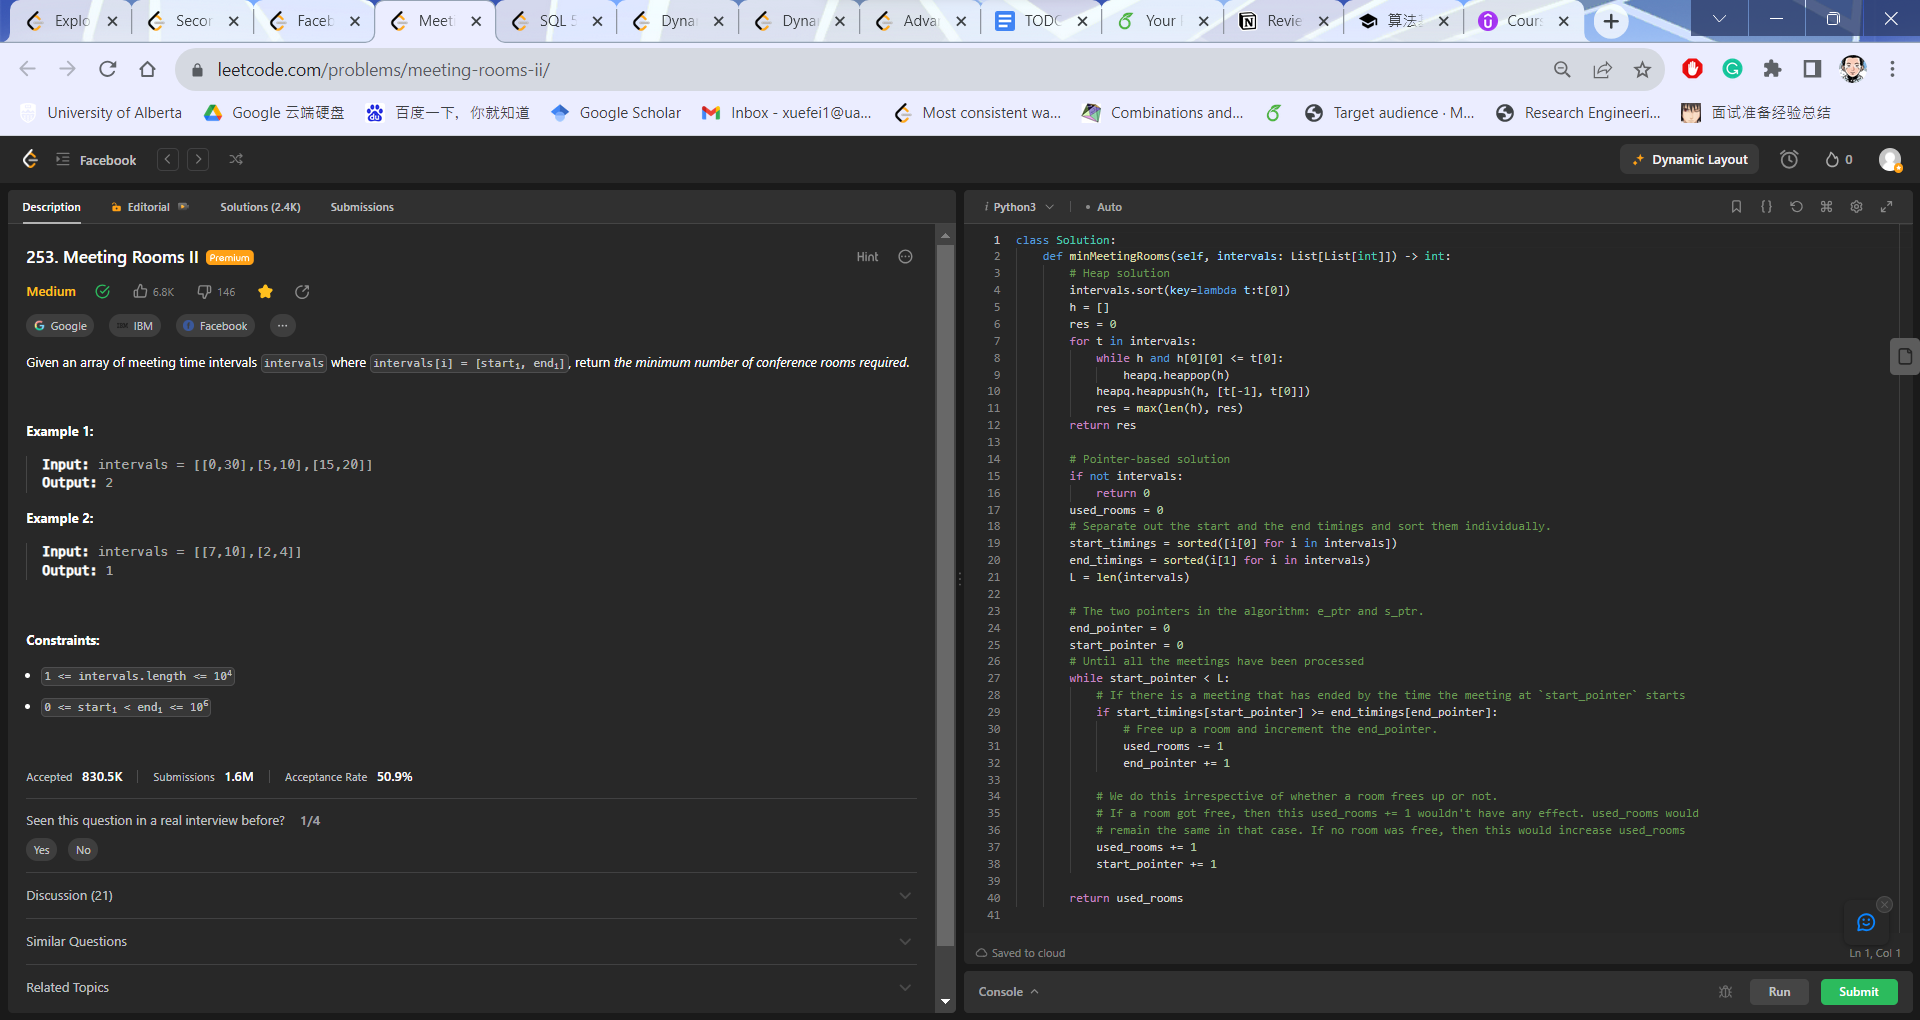 Explo
Secor
Faceb
Meeti
SQL 5
Dyna
Dyna
Adva
TODO
Your
Revie
算法
Cour
leetcode.com/problems/meeting-rooms-ii/
University of Alberta
Google 云端硬盘
百度一下，你就知道
Google Scholar
Inbox - xuefei1@ua...
Most consistent wa...
Combinations and...
Target audience · M...
Research Engineeri...
面试准备经验总结
Facebook
Dynamic Layout
0
Description
Editorial
Solutions (2.4K)
Submissions
253. Meeting Rooms II
Premium
Hint
Medium
6.8K
146
Google
IBM
Facebook
...
Given an array of meeting time intervals intervals where intervals[i] = [startᵢ, endᵢ], return the minimum number of conference rooms required.
Example 1:
Input: intervals = [[0,30],[5,10],[15,20]]
Output: 2
Example 2:
Input: intervals = [[7,10],[2,4]]
Output: 1
Constraints:
1 <= intervals.length <= 10⁴
0 <= startᵢ < endᵢ <= 10⁶
Accepted 830.5K
Submissions 1.6M
Acceptance Rate 50.9%
Seen this question in a real interview before? 1/4
Yes
No
Discussion (21)
Similar Questions
Related Topics
i Python3
• Auto
1 class Solution:
2     def minMeetingRooms(self, intervals: List[List[int]]) -> int:
3         # Heap solution
4         intervals.sort(key=lambda t:t[0])
5         h = []
6         res = 0
7         for t in intervals:
8             while h and h[0][0] <= t[0]:
9                 heapq.heappop(h)
10             heapq.heappush(h, [t[-1], t[0]])
11             res = max(len(h), res)
12         return res
13
14         # Pointer-based solution
15         if not intervals:
16             return 0
17         used_rooms = 0
18         # Separate out the start and the end timings and sort them individually.
19         start_timings = sorted([i[0] for i in intervals])
20         end_timings = sorted(i[1] for i in intervals)
21         L = len(intervals)
22
23         # The two pointers in the algorithm: e_ptr and s_ptr.
24         end_pointer = 0
25         start_pointer = 0
26         # Until all the meetings have been processed
27         while start_pointer < L:
28             # If there is a meeting that has ended by the time the meeting at `start_pointer` starts
29             if start_timings[start_pointer] >= end_timings[end_pointer]:
30                 # Free up a room and increment the end_pointer.
31                 used_rooms -= 1
32                 end_pointer += 1
33
34             # We do this irrespective of whether a room frees up or not.
35             # If a room got free, then this used_rooms += 1 wouldn't have any effect. used_rooms would
36             # remain the same in that case. If no room was free, then this would increase used_rooms
37             used_rooms += 1
38             start_pointer += 1
39
40         return used_rooms
41
Saved to cloud
Ln 1, Col 1
Console
Run
Submit